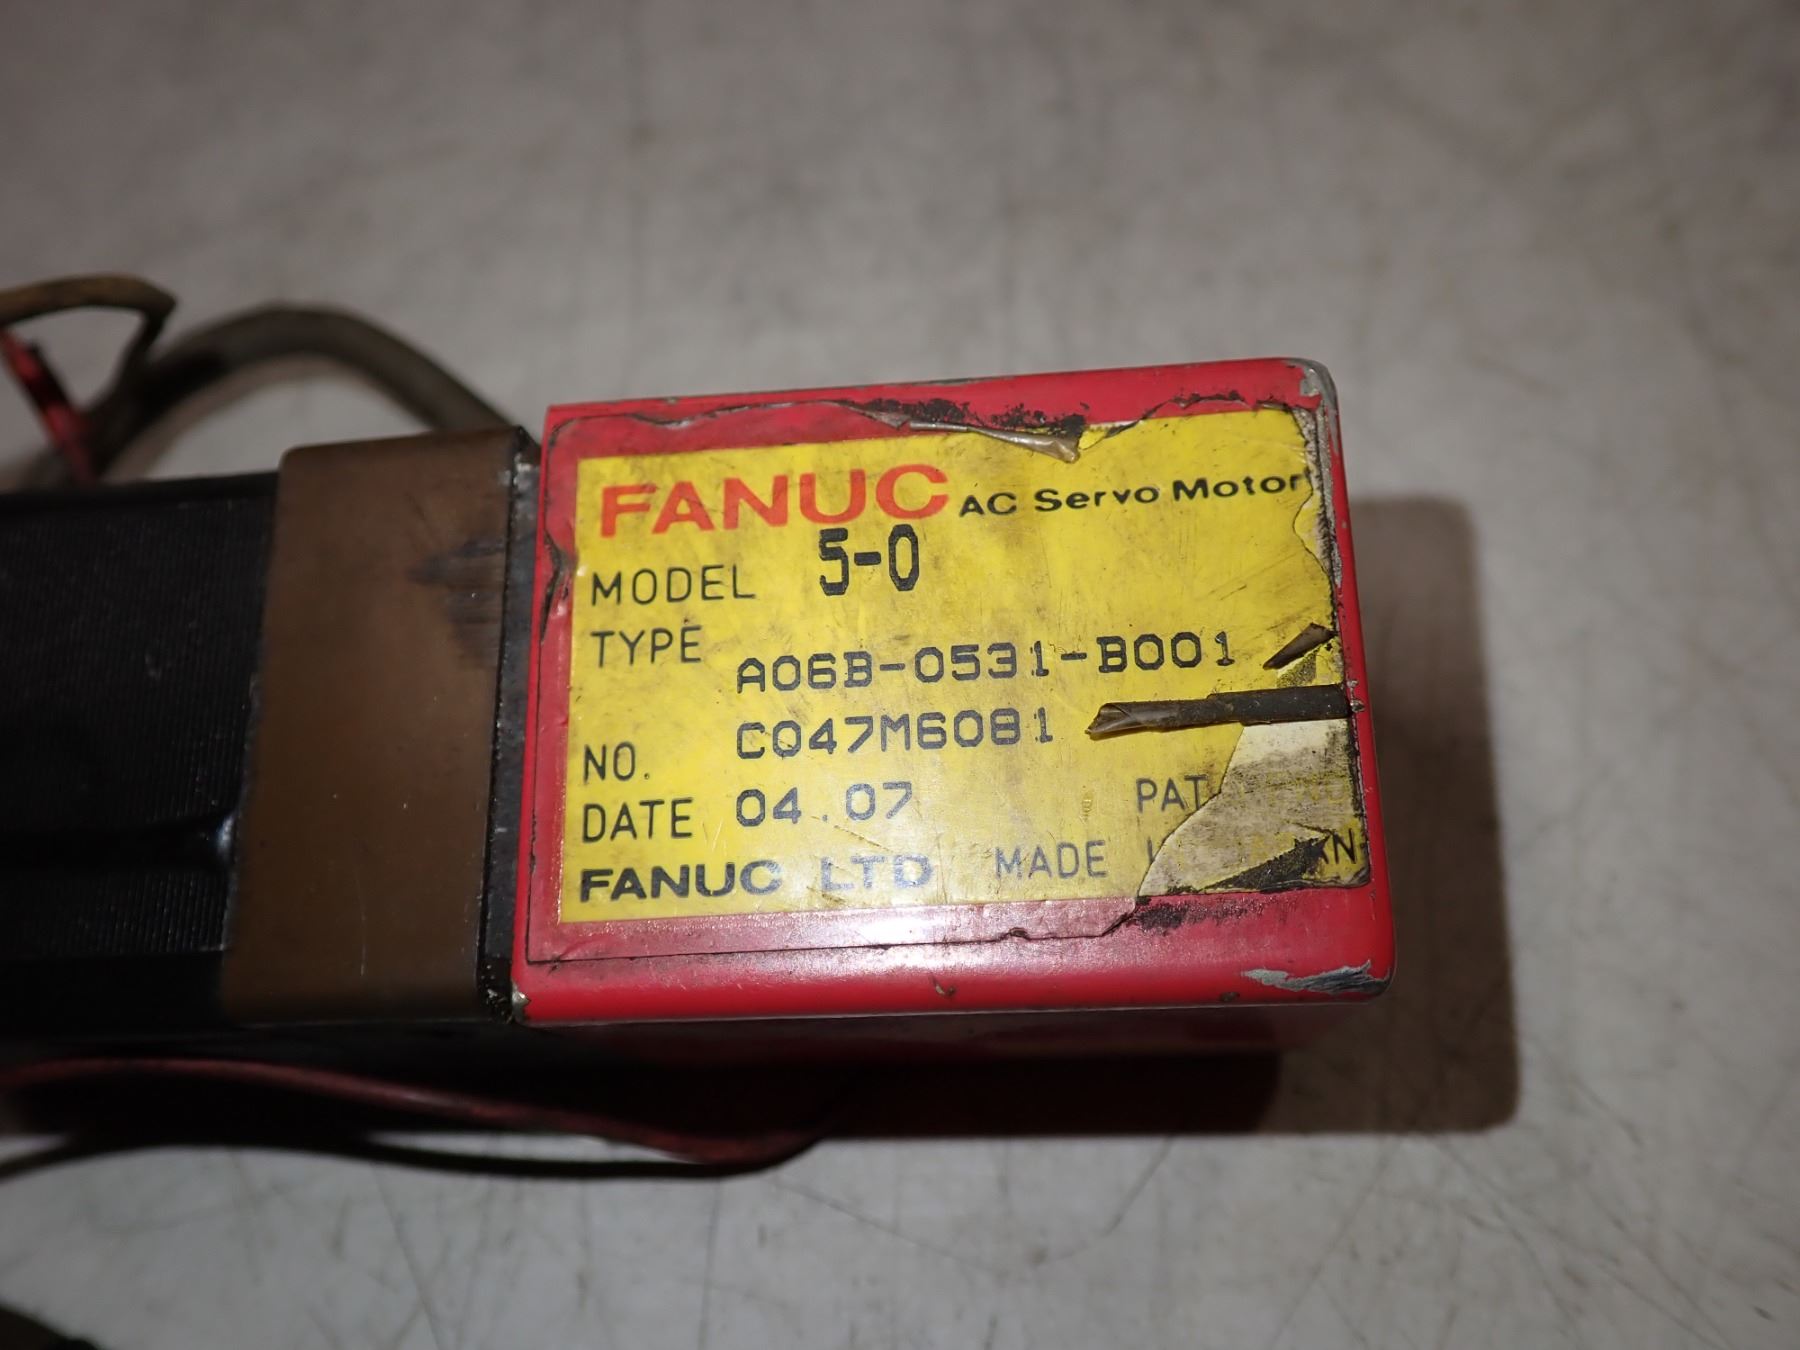 FANUC AC Servo Motor
MODEL 5-0
TYPE A06B-0531-B001
NO. C047M6081
DATE 04.07 PAT
FANUC LTD MADE